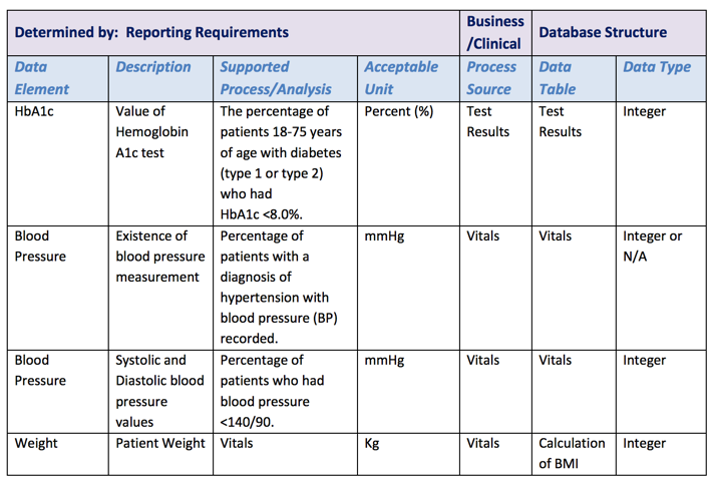 Determined by:  Reporting Requirements
Business
/Clinical
Database Structure
Data
Element
Description
Supported
Process/Analysis
Acceptable
Unit
Process
Source
Data
Table
Data Type
HbA1c
Value of
Hemoglobin
A1c test
The percentage of
patients 18-75 years
of age with diabetes
(type 1 or type 2)
who had
HbA1c <8.0%.
Percent (%)
Test
Results
Test
Results
Integer
Blood
Pressure
Existence of
blood pressure
measurement
Percentage of
patients with a
diagnosis of
hypertension with
blood pressure (BP)
recorded.
mmHg
Vitals
Vitals
Integer or
N/A
Blood
Pressure
Systolic and
Diastolic blood
pressure
values
Percentage of
patients who had
blood pressure
<140/90.
mmHg
Vitals
Vitals
Integer
Weight
Patient Weight
Vitals
Kg
Vitals
Calculation
of BMI
Integer